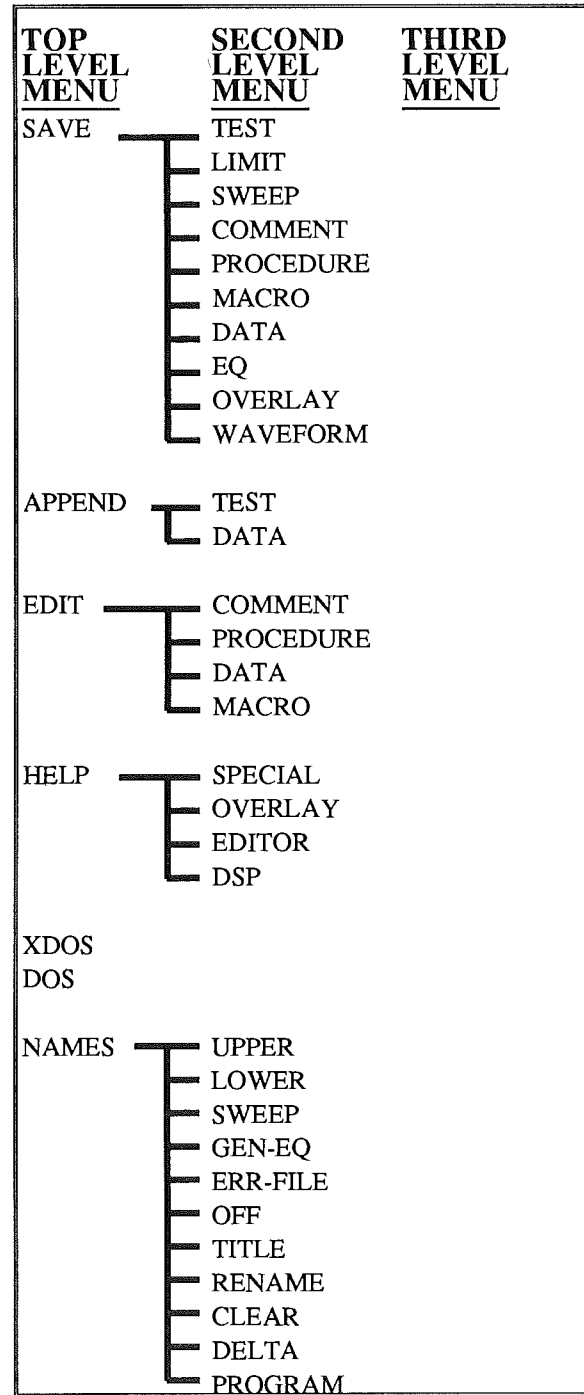 TOP LEVEL MENU
SECOND LEVEL MENU
THIRD LEVEL MENU
SAVE TEST
LIMIT
SWEEP
COMMENT
PROCEDURE
MACRO
DATA
EQ
OVERLAY
WAVEFORM
APPEND TEST
DATA
EDIT COMMENT
PROCEDURE
DATA
MACRO
HELP SPECIAL
OVERLAY
EDITOR
DSP
XDOS
DOS
NAMES UPPER
LOWER
SWEEP
GEN-EQ
ERR-FILE
OFF
TITLE
RENAME
CLEAR
DELTA
PROGRAM